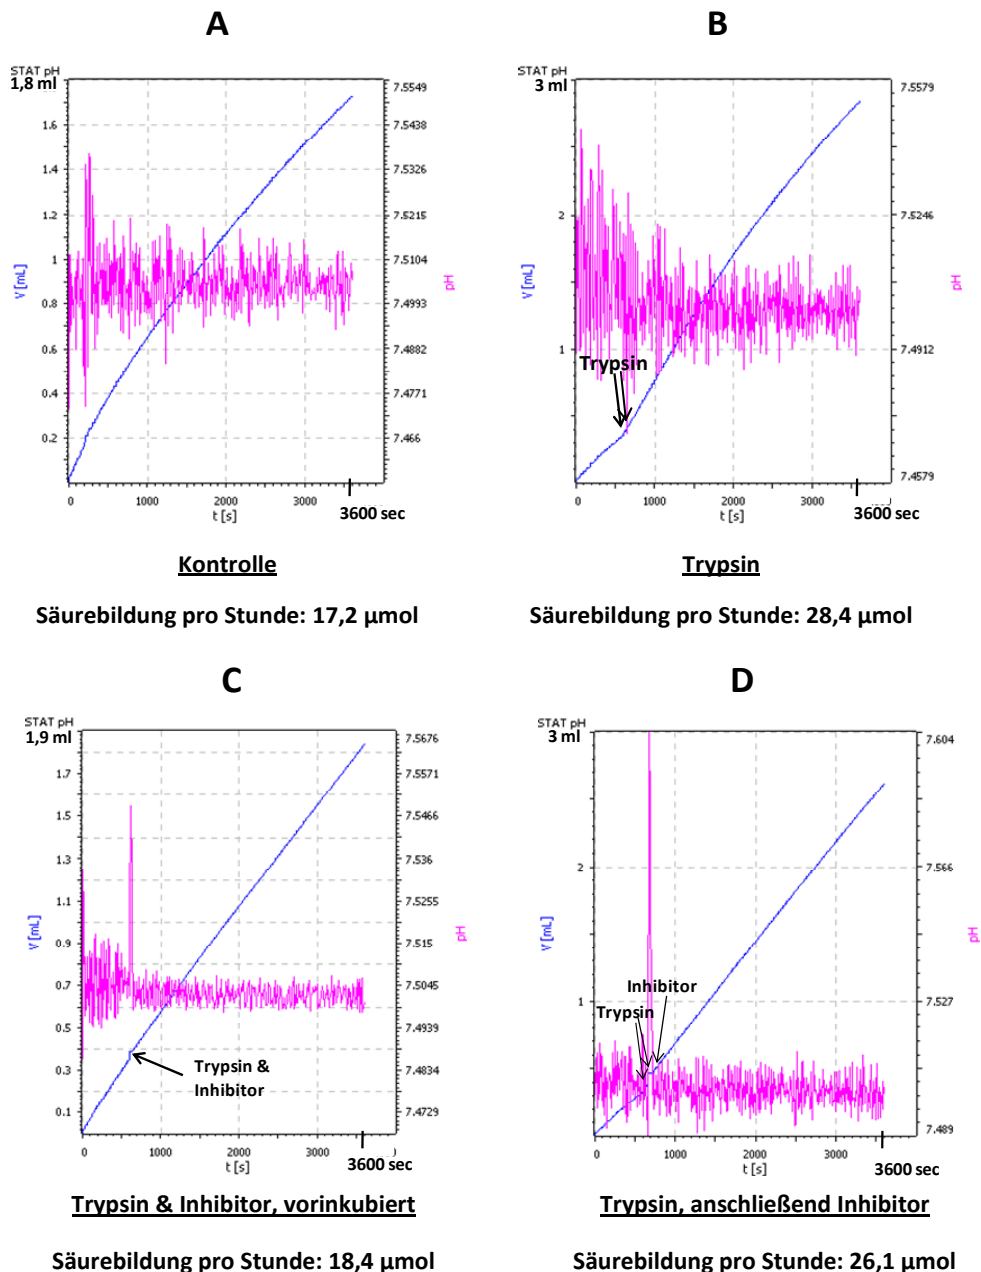 A
STAT pH
1,8 ml
7.5549
1.6
7.5438
1.4
7.5326
1.2
7.5215
1
7.5104
V [mL]
pH
0.8
7.4993
0.6
7.4882
0.4
7.4771
0.2
7.466
0 1000 2000 3000
t [s]
3600 sec
Kontrolle
Säurebildung pro Stunde: 17,2 µmol
B
STAT pH
3 ml
7.5579
2
7.5246
V [mL]
pH
1
7.4912
Trypsin
7.4579
0 1000 2000 3000
t [s]
3600 sec
Trypsin
Säurebildung pro Stunde: 28,4 µmol
C
STAT pH
1,9 ml
7.5676
1.7
7.5571
1.5
7.5466
1.3
7.536
1.1
7.5255
V [mL]
pH
0.9
7.515
0.7
7.5045
0.5
7.4939
0.3
7.4834
Trypsin &
Inhibitor
0.1
7.4729
0 1000 2000 3000
t [s]
3600 sec
Trypsin & Inhibitor, vorinkubiert
Säurebildung pro Stunde: 18,4 µmol
D
STAT pH
3 ml
7.604
2
7.566
V [mL]
pH
1
7.527
Inhibitor
Trypsin
7.489
0 1000 2000 3000
t [s]
3600 sec
Trypsin, anschließend Inhibitor
Säurebildung pro Stunde: 26,1 µmol